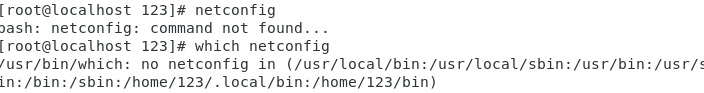 [root@localhost 123]# netconfig
bash: netconfig: command not found...
[root@localhost 123]# which netconfig
/usr/bin/which: no netconfig in (/usr/local/bin:/usr/local/sbin:/usr/bin:/usr/s
in:/bin:/sbin:/home/123/.local/bin:/home/123/bin)